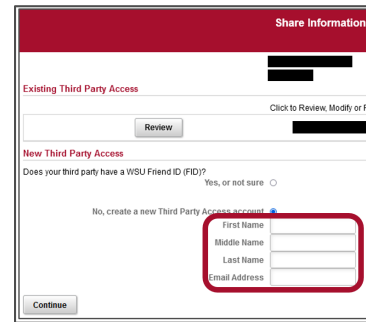 Share Information
Existing Third Party Access
Click to Review, Modify or
Review
New Third Party Access
Does your third party have a WSU Friend ID (FID)?
Yes, or not sure
No, create a new Third Party Access account
First Name
Middle Name
Last Name
Email Address
Continue